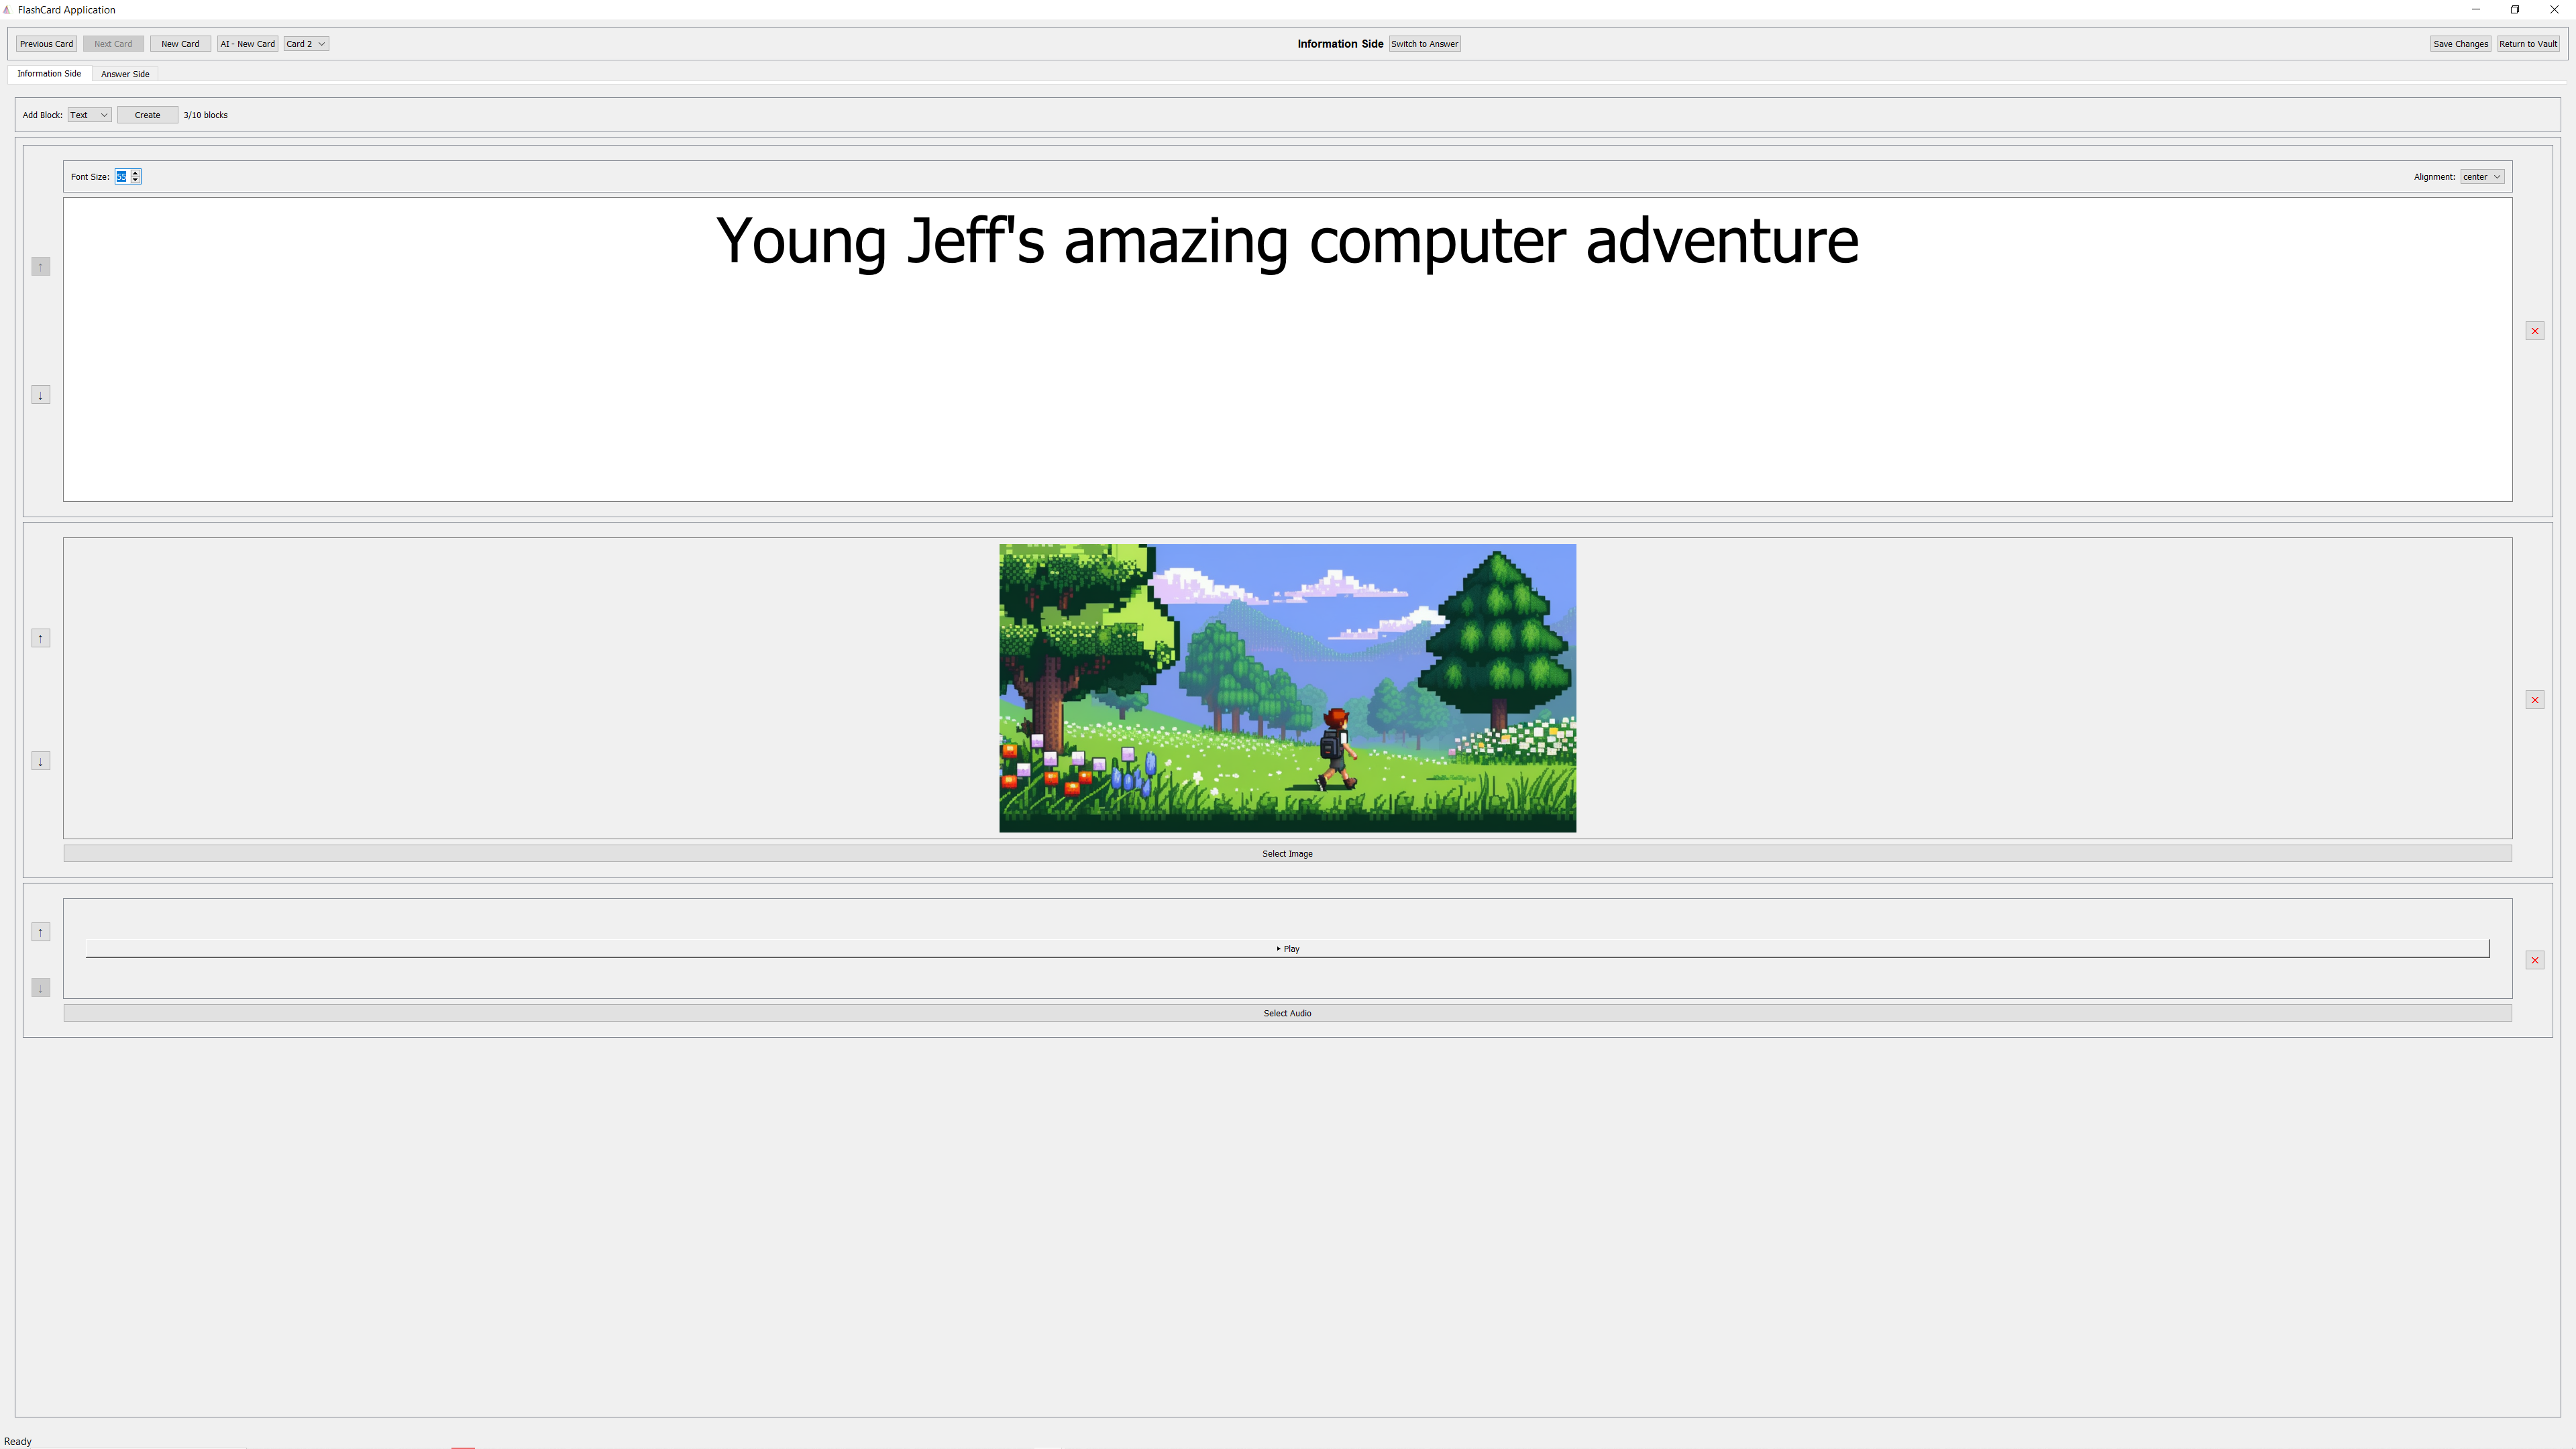 FlashCard Application
Previous Card Next Card New Card AI - New Card Card 2 Information Side Switch to Answer Save Changes Return to Vault
Information Side Answer Side
Add Block: Text Create 3/10 blocks
Font Size: 55 Alignment: center
Young Jeff's amazing computer adventure
Select Image
Play
Select Audio
Ready